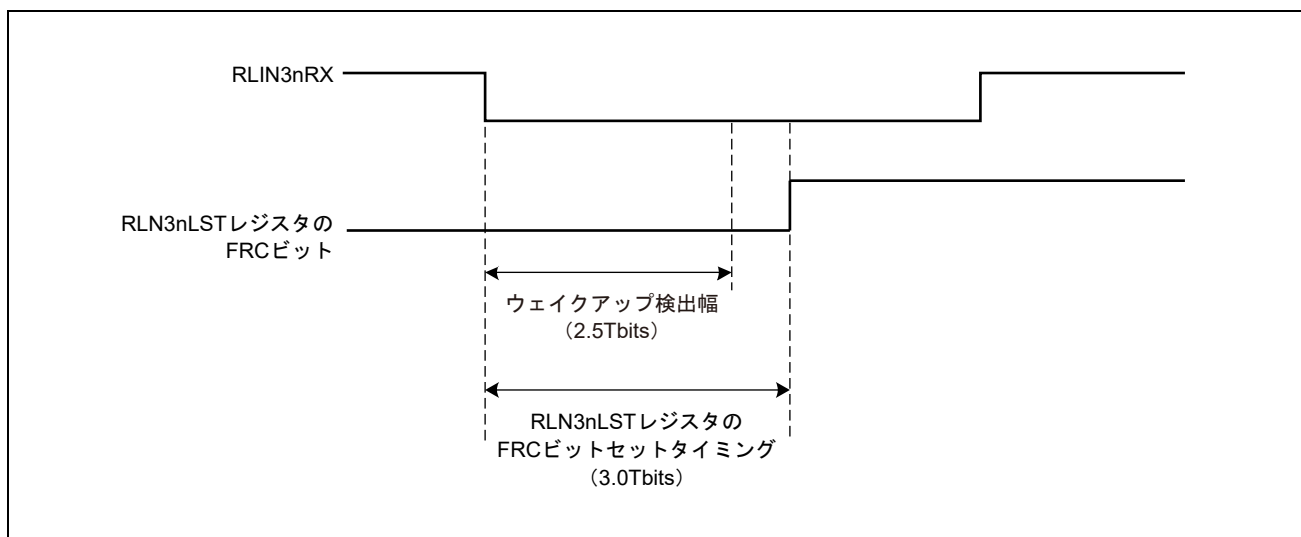 RLIN3nRX
RLN3nLSTレジスタの
FRCビット
ウェイクアップ検出幅
（2.5Tbits）
RLN3nLSTレジスタの
FRCビットセットタイミング
（3.0Tbits）